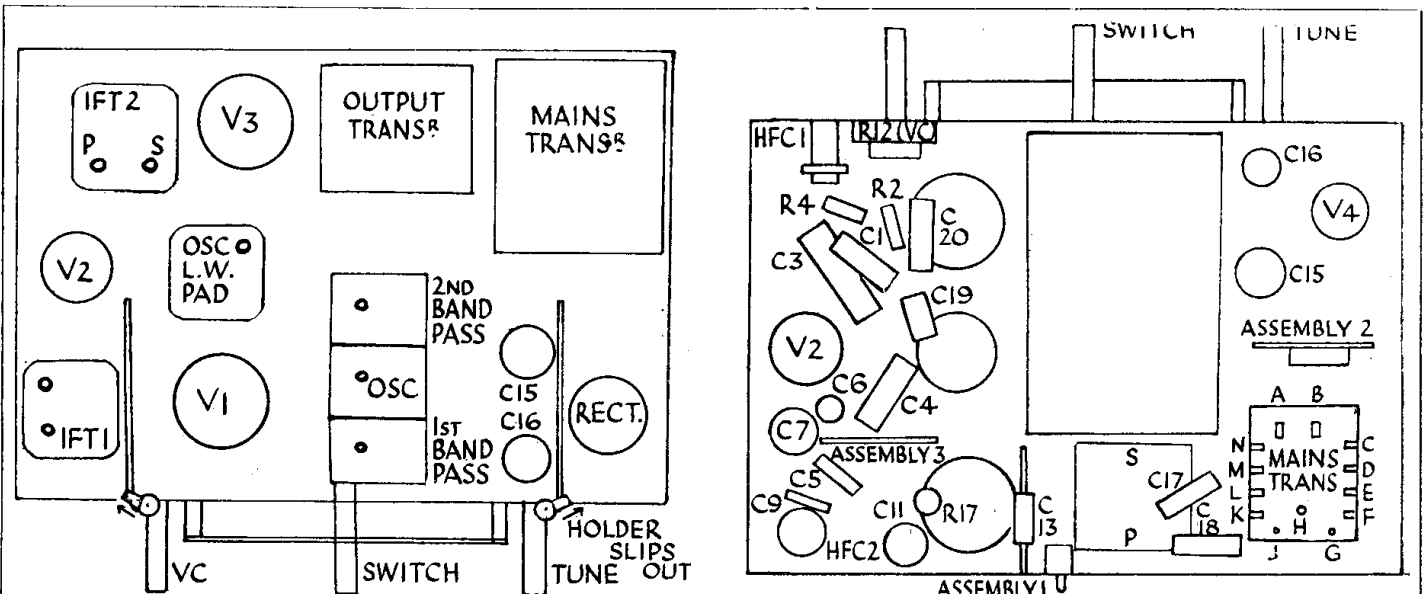 IFT2
P S
V3
OUTPUT
TRANSR.
MAINS
TRANSR.
V2
OSC
L.W.
PAD
2ND
BAND
PASS
OSC
C15
C16
1ST
BAND
PASS
V1
IFT1
RECT.
HOLDER
SLIPS
OUT
VC
SWITCH
TUNE
SWITCH
TUNE
HFC1
R12 (VC)
R4
R2
C1
C3
C
20
C19
V2
C6
C4
C7
ASSEMBLY 3
C5
C9
C11
R17
HFC2
C
13
ASSEMBLY 1
C16
V4
C15
ASSEMBLY 2
A B
N
M
L
K
MAINS
TRANS
C
D
E
F
H
J G
S
P
C17
C
18